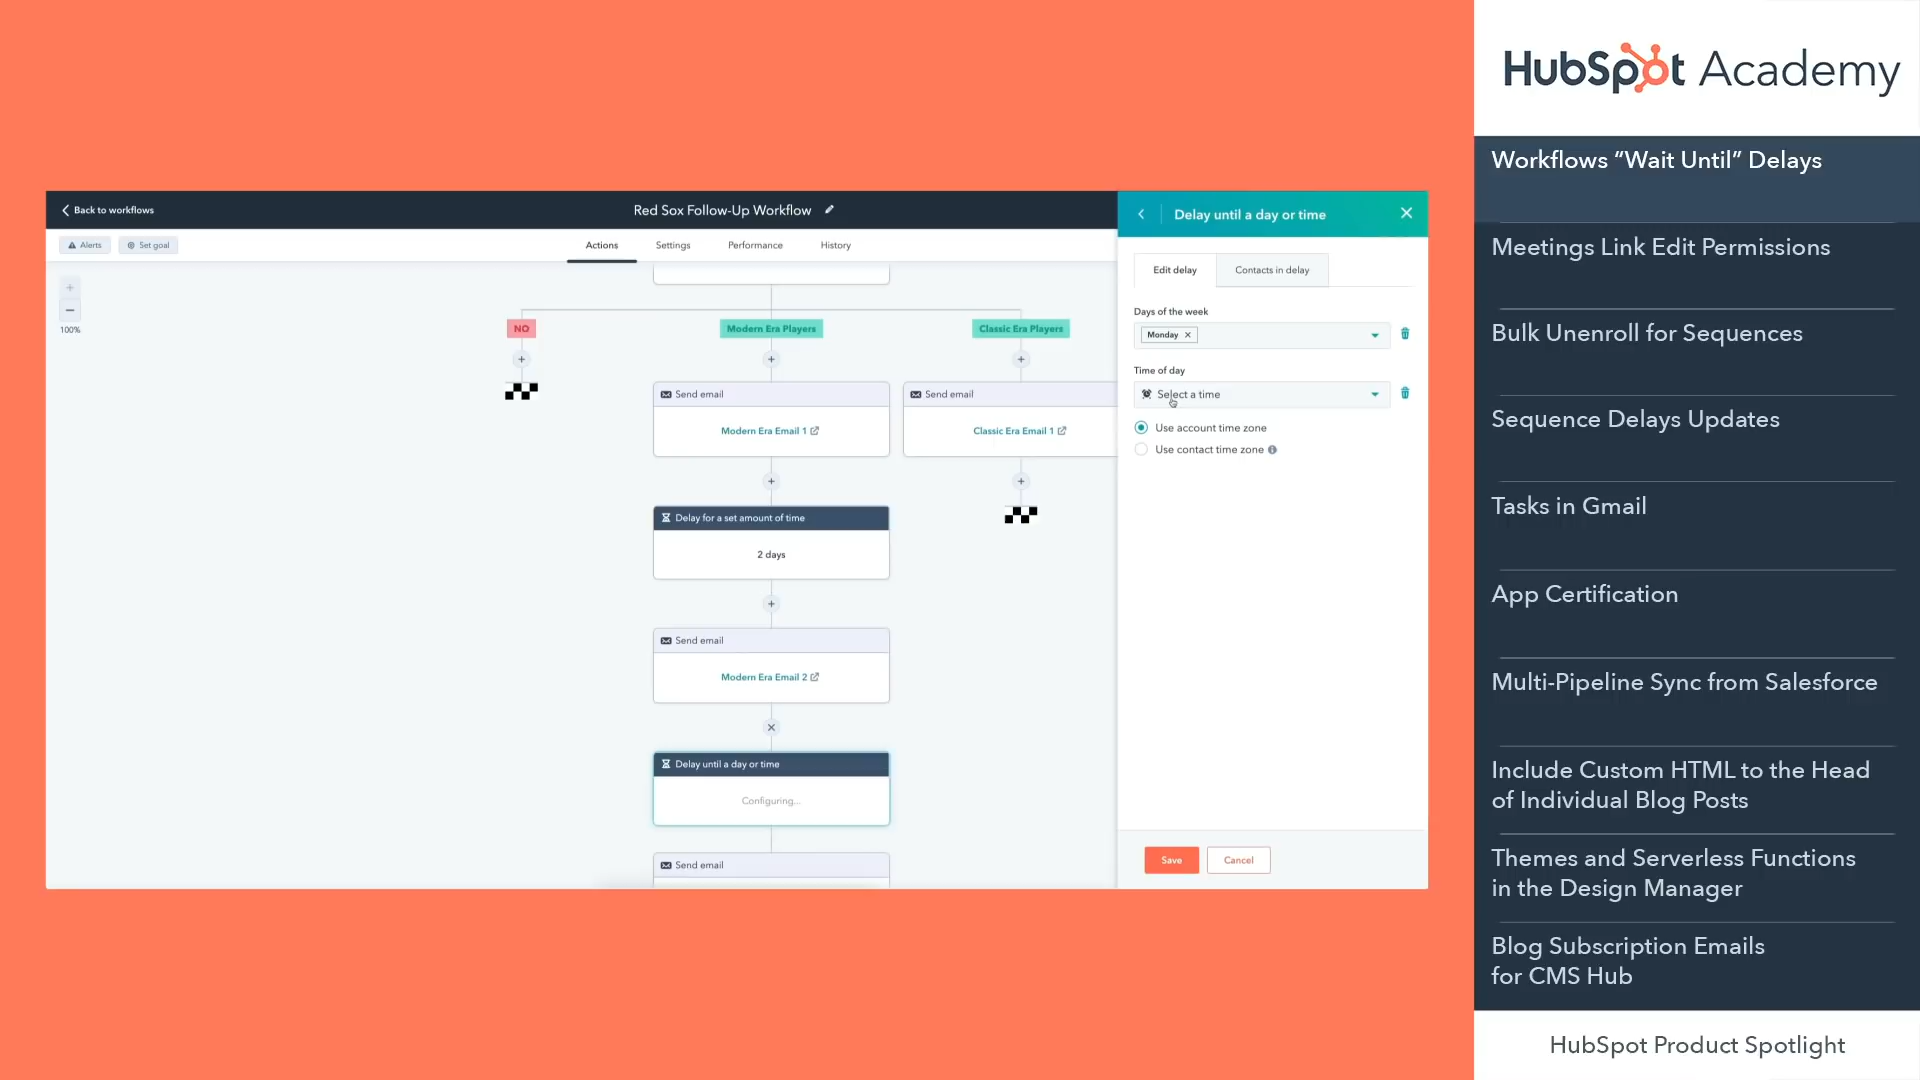 Back to workflows
Red Sox Follow-Up Workflow
Alerts
Set goal
Actions
Settings
Performance
History
100%
NO
Modern Era Players
Classic Era Players
Send email
Modern Era Email 1
Send email
Classic Era Email 1
Delay for a set amount of time
2 days
Send email
Modern Era Email 2
Delay until a day or time
Configuring...
Send email
Delay until a day or time
Edit delay
Contacts in delay
Days of the week
Monday
Time of day
Select a time
Use account time zone
Use contact time zone
Save
Cancel
HubSpot Academy
Workflows “Wait Until” Delays
Meetings Link Edit Permissions
Bulk Unenroll for Sequences
Sequence Delays Updates
Tasks in Gmail
App Certification
Multi-Pipeline Sync from Salesforce
Include Custom HTML to the Head
of Individual Blog Posts
Themes and Serverless Functions
in the Design Manager
Blog Subscription Emails
for CMS Hub
HubSpot Product Spotlight